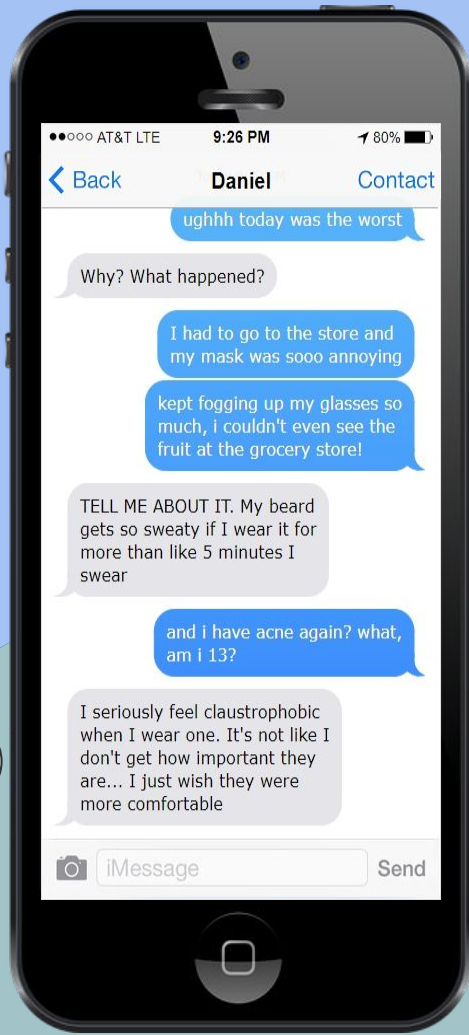 AT&T LTE 9:26 PM 80%
Back Daniel Contact
ughhh today was the worst
Why? What happened?
I had to go to the store and
my mask was sooo annoying
kept fogging up my glasses so
much, i couldn't even see the
fruit at the grocery store!
TELL ME ABOUT IT. My beard
gets so sweaty if I wear it for
more than like 5 minutes I
swear
and i have acne again? what,
am i 13?
I seriously feel claustrophobic
when I wear one. It's not like I
don't get how important they
are... I just wish they were
more comfortable
iMessage Send